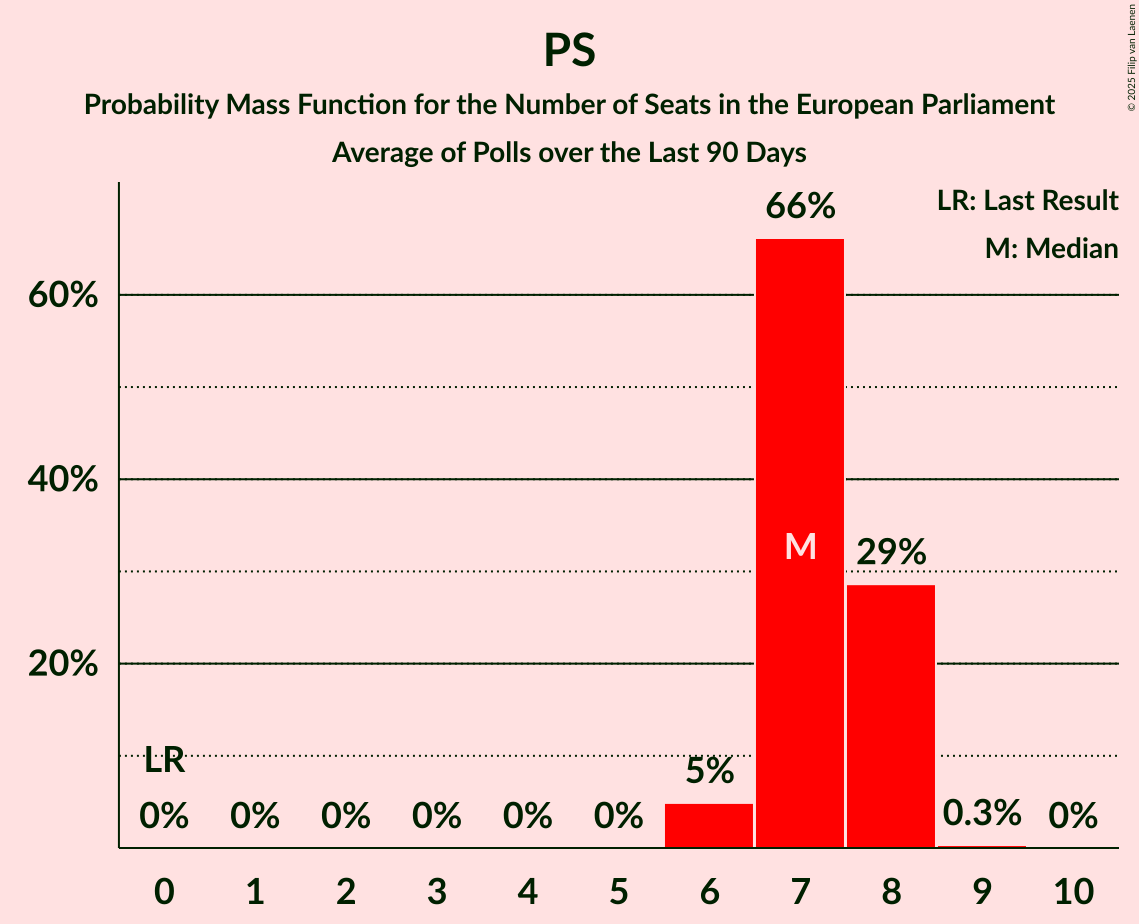 PS
Probability Mass Function for the Number of Seats in the European Parliament
Average of Polls over the Last 90 Days
© 2025 Filip van Laenen
LR: Last Result
M: Median
66%
60%
40%
M
29%
20%
LR
5%
0% 0% 0% 0% 0% 0% 0.3% 0%
0 1 2 3 4 5 6 7 8 9 10